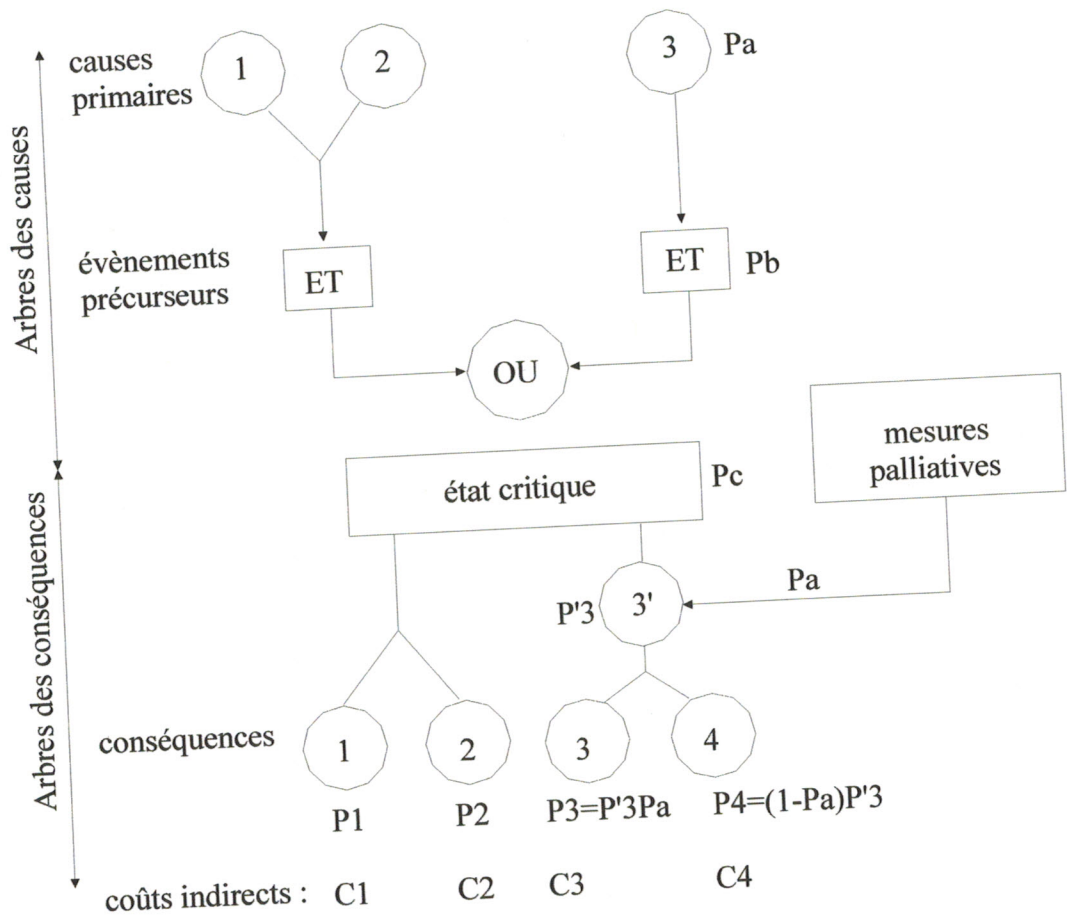 causes
primaires
1
2
3
Pa
Arbres des causes
évènements
précurseurs
ET
ET
Pb
OU
mesures
palliatives
état critique
Pc
Arbres des conséquences
P'3
3'
Pa
conséquences
1
2
3
4
P1
P2
P3=P'3Pa
P4=(1-Pa)P'3
coûts indirects :
C1
C2
C3
C4